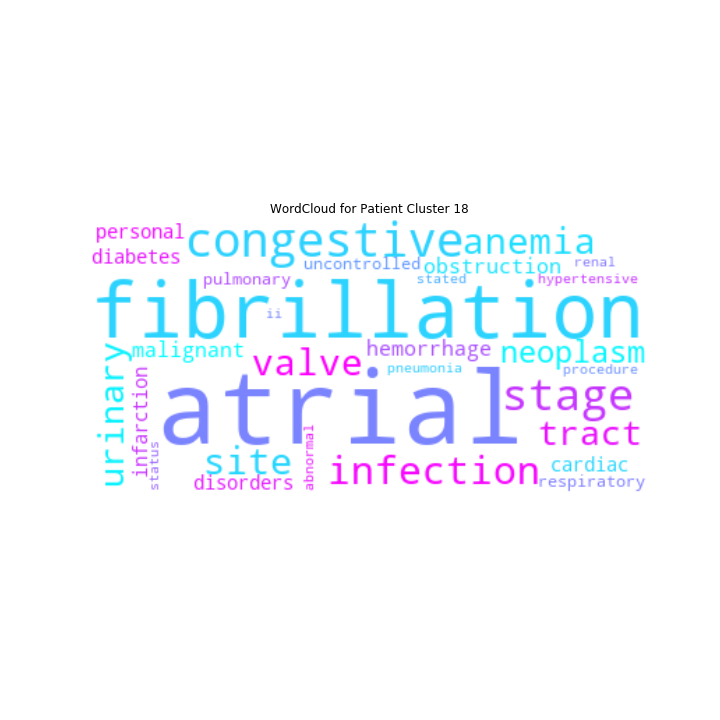 WordCloud for Patient Cluster 18
personal
congestive
anemia
diabetes
uncontrolled
obstruction
renal
pulmonary
stated
hypertensive
fibrillation
ii
urinary
malignant
valve
hemorrhage
neoplasm
pneumonia
procedure
infarction
atrial
stage
tract
status
site
abnormal
infection
cardiac
disorders
respiratory